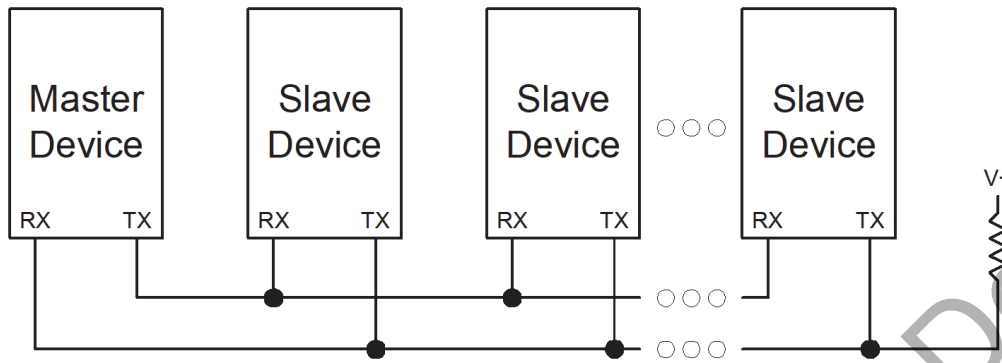 Master
Device
Slave
Device
Slave
Device
Slave
Device
RX TX
RX TX
RX TX
RX TX